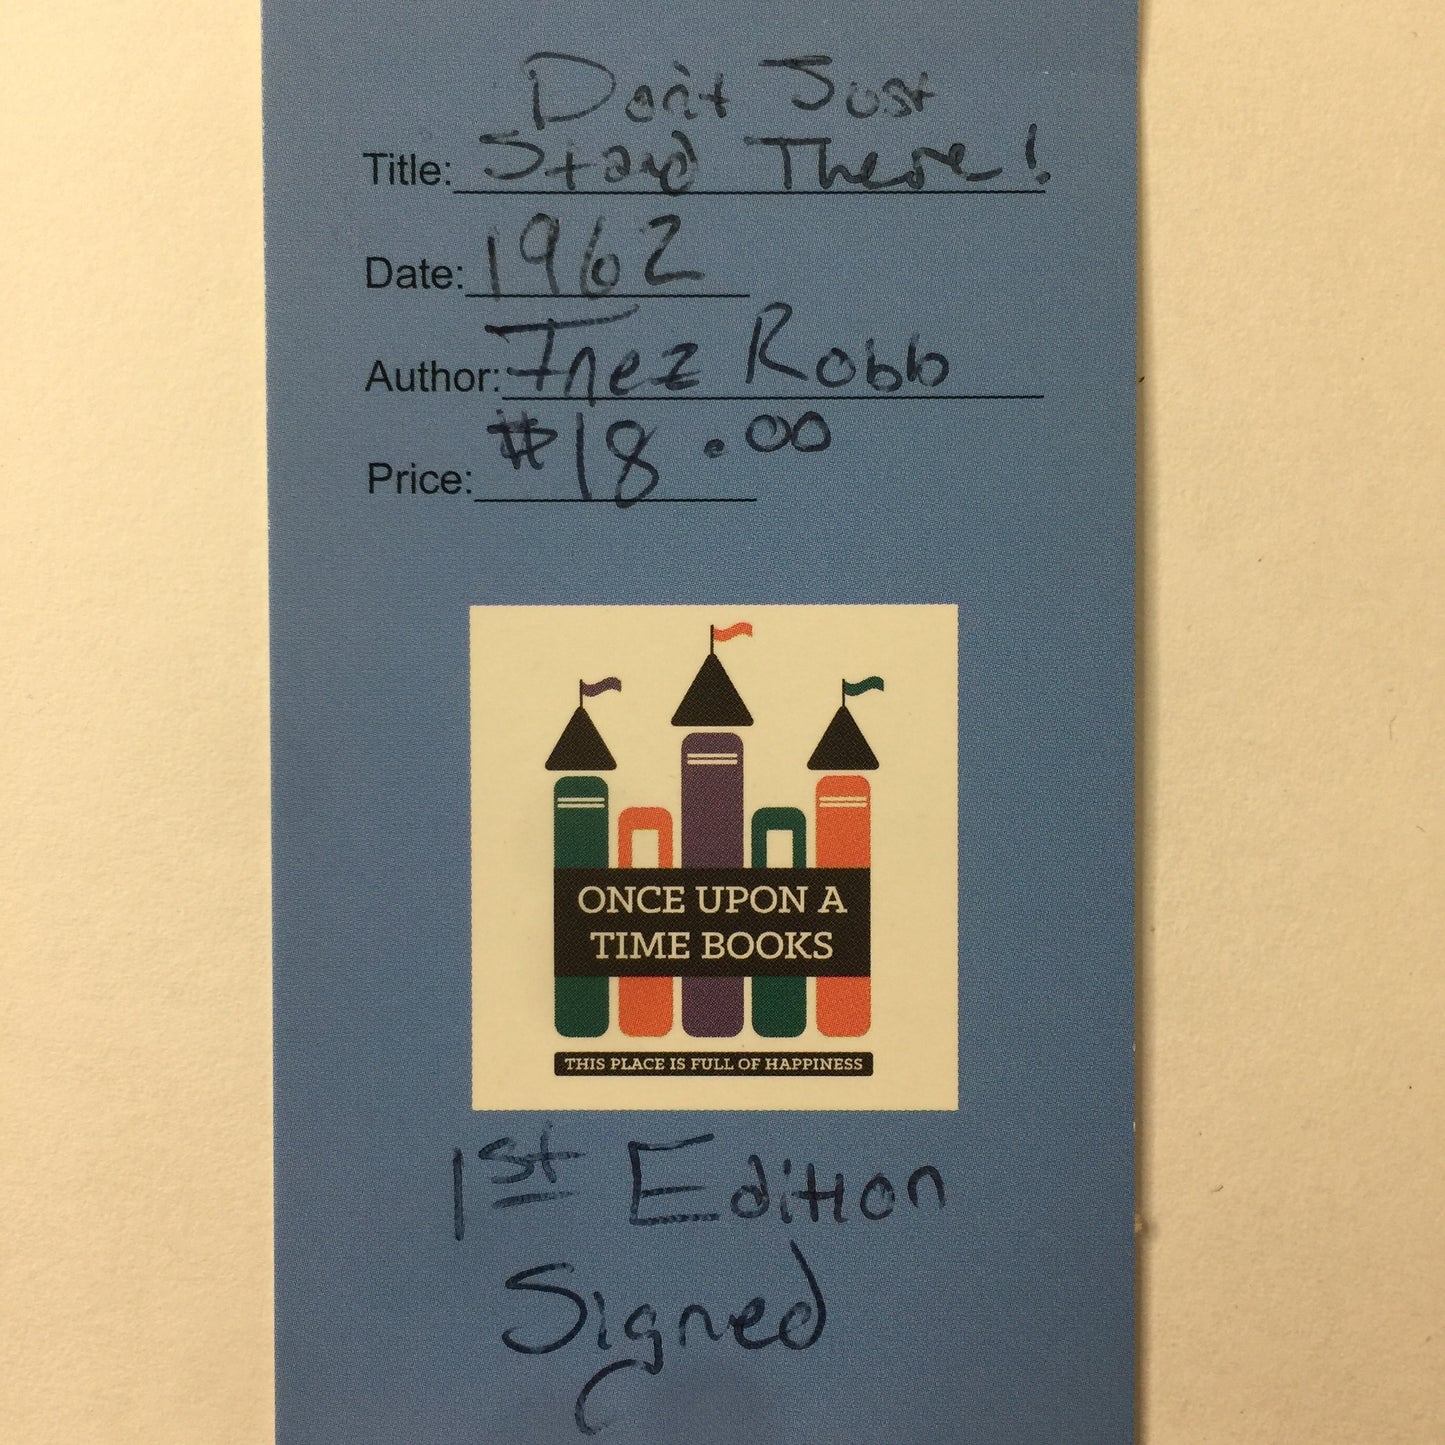 Don't Just
Title: Stand There!
Date: 1962
Author: Inez Robb
Price: $18.00
ONCE UPON A
TIME BOOKS
THIS PLACE IS FULL OF HAPPINESS
1st Edition
Signed